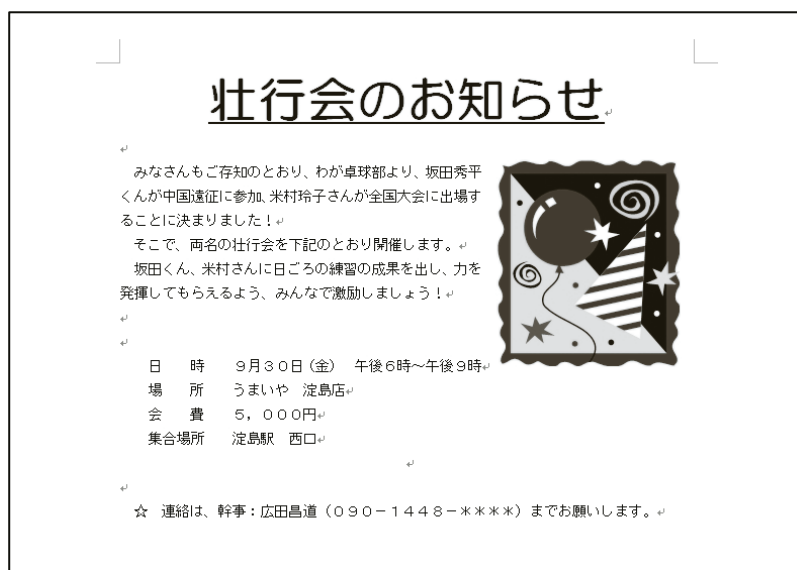 壮行会のお知らせ
みなさんもご存知のとおり、わが卓球部より、坂田秀平
くんが中国遠征に参加、米村玲子さんが全国大会に出場す
ることに決まりました！
そこで、両名の壮行会を下記のとおり開催します。
坂田くん、米村さんに日ごろの練習の成果を出し、力を
発揮してもらえるよう、みんなで激励しましょう！
日　　時　　９月３０日（金）　午後６時～午後９時
場　　所　　うまいや　淀島店
会　　費　　５，０００円
集合場所　　淀島駅　西口
☆　連絡は、幹事：広田昌道（０９０－１４４８－＊＊＊＊）までお願いします。